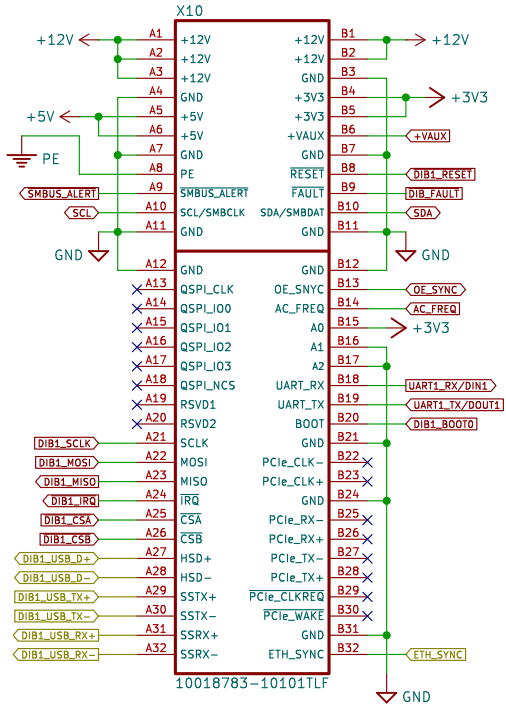 X10
+12V A1 +12V +12V B1 +12V
A2 +12V +12V B2
A3 +12V GND B3
A4 GND +3V3 B4 +3V3
+5V A5 +5V +3V3 B5
A6 +5V +VAUX B6 +VAUX
A7 GND GND B7
PE A8 PE RESET B8 DIB1_RESET
SMBUS_ALERT A9 SMBUS_ALERT FAULT B9 DIB_FAULT
SCL A10 SCL/SMBCLK SDA/SMBDAT B10 SDA
A11 GND GND B11
GND GND
A12 GND GND B12
A13 QSPI_CLK OE_SNYC B13 OE_SYNC
A14 QSPI_IO0 AC_FREQ B14 AC_FREQ
A15 QSPI_IO1 A0 B15 +3V3
A16 QSPI_IO2 A1 B16
A17 QSPI_IO3 A2 B17
A18 QSPI_NCS UART_RX B18 UART1_RX/DIN1
A19 RSVD1 UART_TX B19 UART1_TX/DOUT1
A20 RSVD2 BOOT B20 DIB1_BOOT0
DIB1_SCLK A21 SCLK GND B21
DIB1_MOSI A22 MOSI PCIe_CLK- B22
DIB1_MISO A23 MISO PCIe_CLK+ B23
DIB1_IRQ A24 IRQ GND B24
DIB1_CSA A25 CSA PCIe_RX- B25
DIB1_CSB A26 CSB PCIe_RX+ B26
DIB1_USB_D+ A27 HSD+ PCIe_TX- B27
DIB1_USB_D- A28 HSD- PCIe_TX+ B28
DIB1_USB_TX+ A29 SSTX+ PCIe_CLKREQ B29
DIB1_USB_TX- A30 SSTX- PCIe_WAKE B30
DIB1_USB_RX+ A31 SSRX+ GND B31
DIB1_USB_RX- A32 SSRX- ETH_SYNC B32 ETH_SYNC
10018783-10101TLF GND